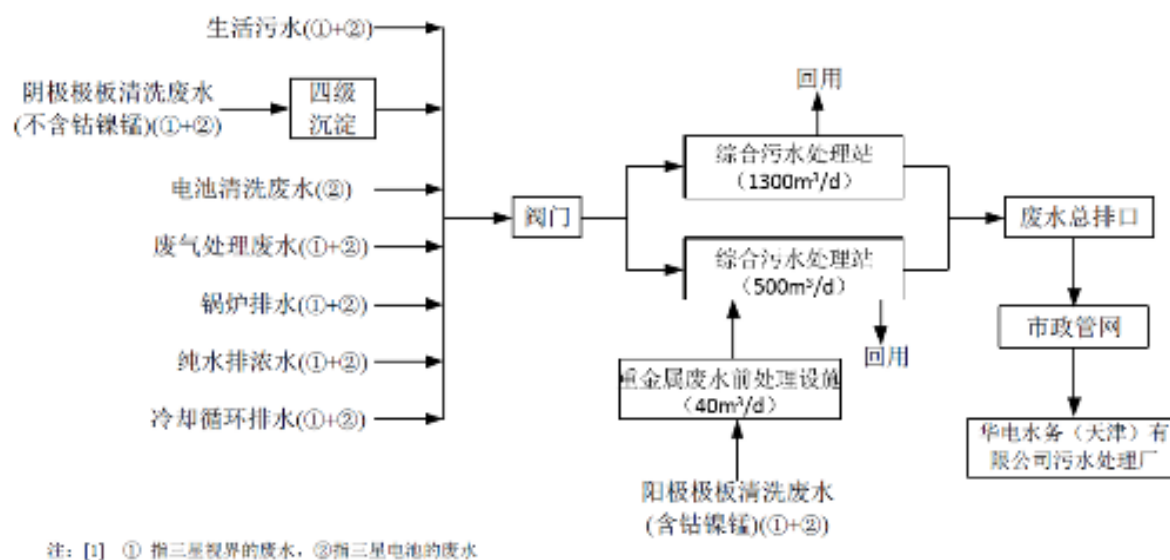 生活污水(①+②)
阴极极板清洗废水
(不含钴镍锰)(①+②)
四级
沉淀
电池清洗废水(②)
废气处理废水(①+②)
锅炉排水(①+②)
纯水排浓水(①+②)
冷却循环排水(①+②)
阀门
回用
综合污水处理站
（1300m³/d）
综合污水处理站
（500m³/d）
回用
重金属废水前处理设施
（40m³/d）
阳极极板清洗废水
(含钴镍锰)(①+②)
废水总排口
市政管网
华电水务（天津）有
限公司污水处理厂
注：[1] ① 指三星视界的废水，②指三星电池的废水